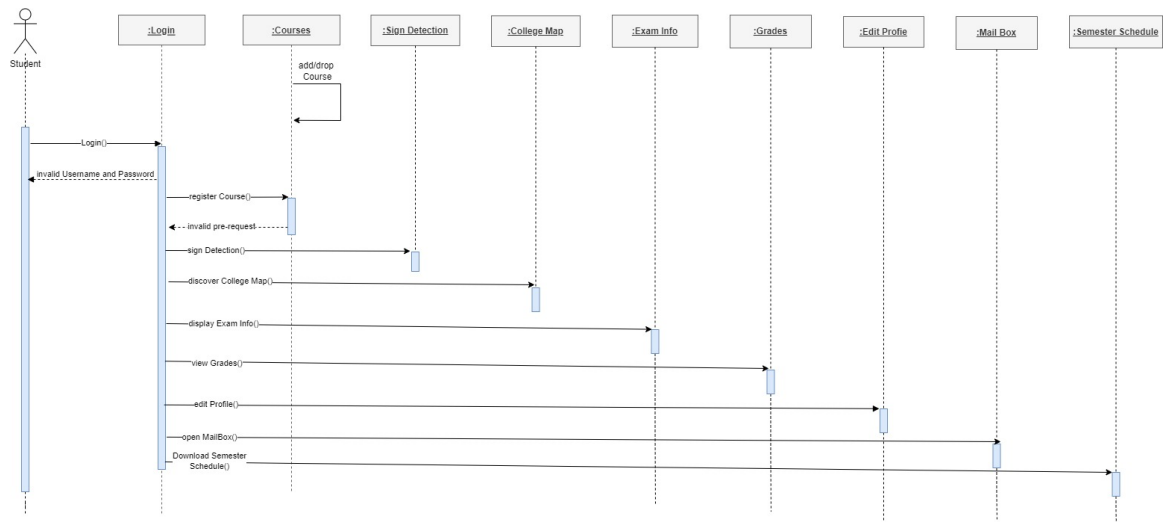 :Login
:Courses
:Sign Detection
:College Map
:Exam Info
:Grades
:Edit Profie
:Mail Box
:Semester Schedule
Student
add/drop
Course
Login()
invalid Username and Password
register Course()
invalid pre-request
sign Detection()
discover College Map()
display Exam Info()
view Grades()
edit Profile()
open MailBox()
Download Semester
Schedule()